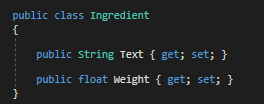 public class Ingredient
{
public String Text { get; set; }
public float Weight { get; set; }
}